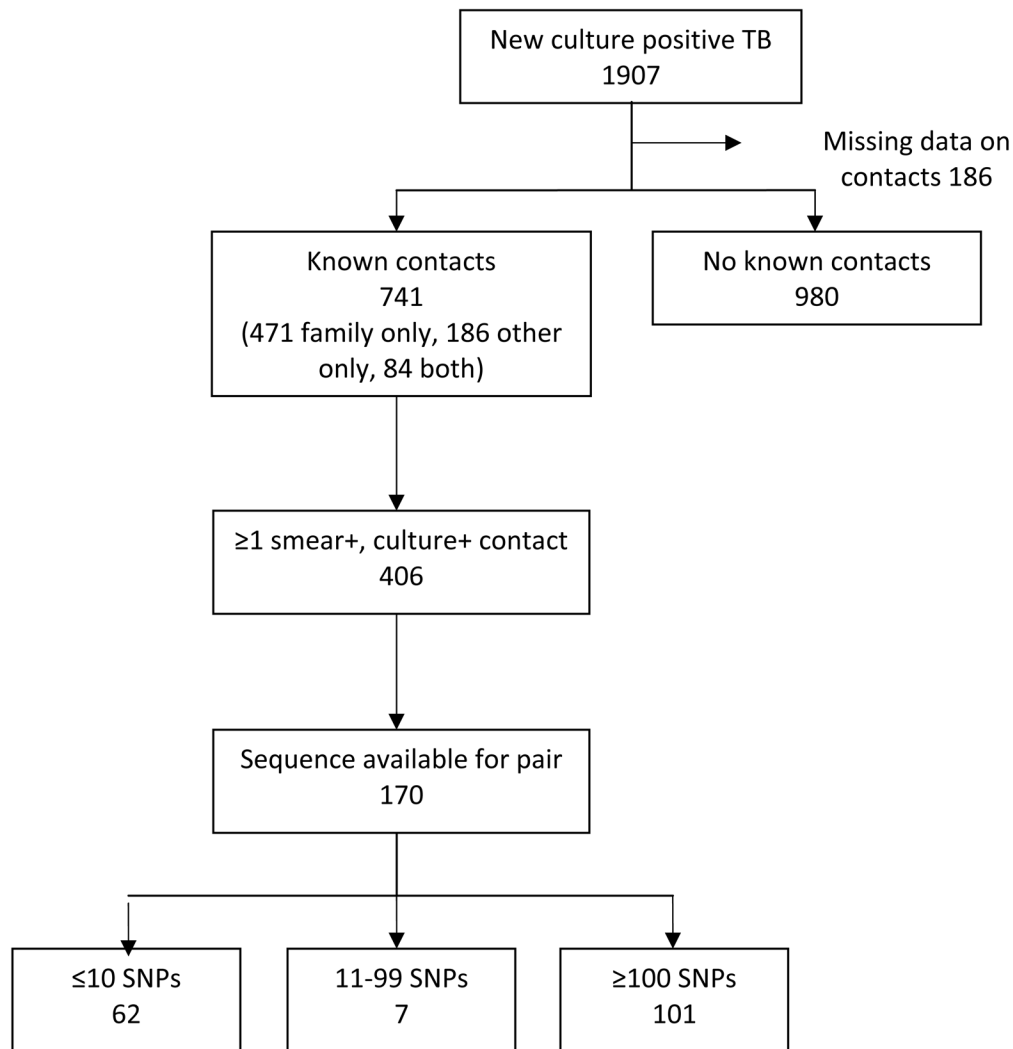 New culture positive TB
1907
Missing data on
contacts 186
Known contacts
741
(471 family only, 186 other
only, 84 both)
No known contacts
980
≥1 smear+, culture+ contact
406
Sequence available for pair
170
≤10 SNPs
62
11-99 SNPs
7
≥100 SNPs
101